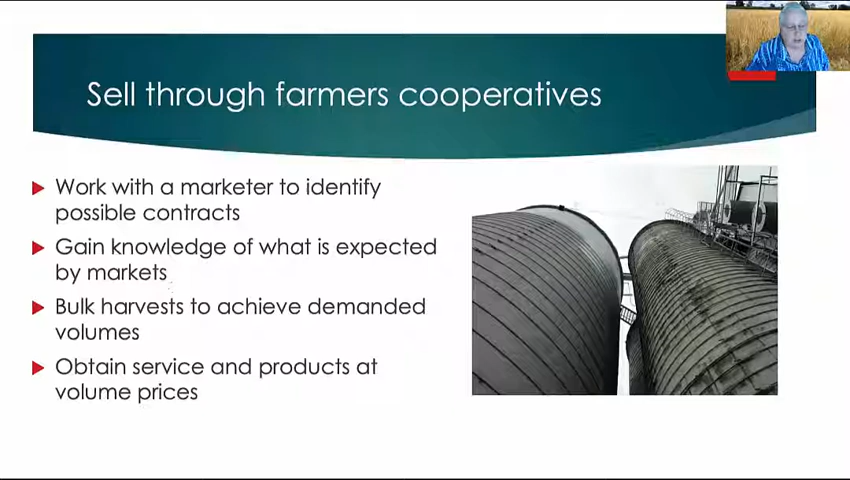 Sell through farmers cooperatives
Work with a marketer to identify
possible contracts
Gain knowledge of what is expected
by markets
Bulk harvests to achieve demanded
volumes
Obtain service and products at
volume prices